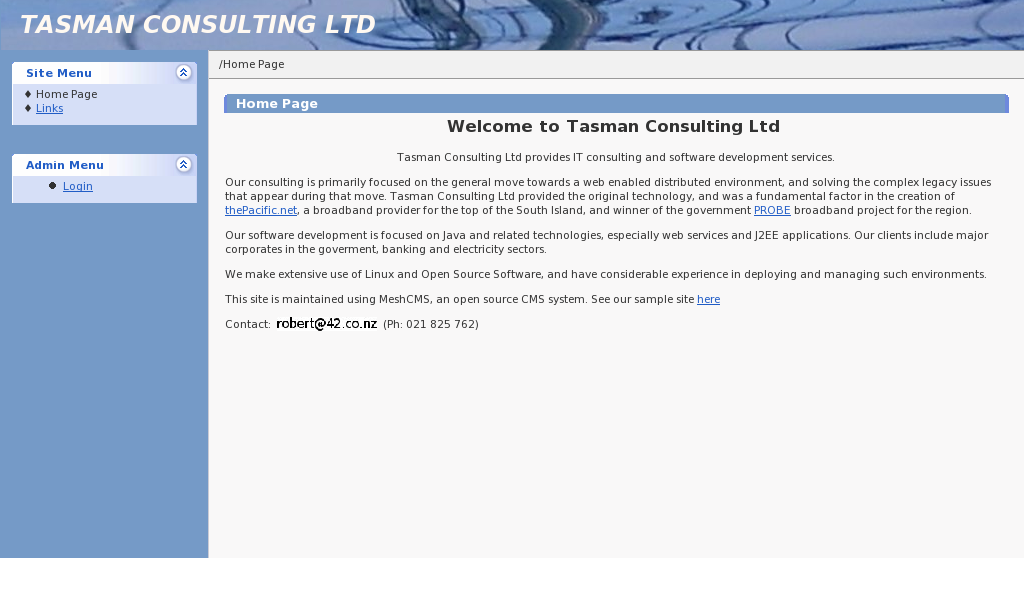 TASMAN CONSULTING LTD
Site Menu
Home Page
Links
Admin Menu
Login
/Home Page
Home Page
Welcome to Tasman Consulting Ltd
Tasman Consulting Ltd provides IT consulting and software development services.
Our consulting is primarily focused on the general move towards a web enabled distributed environment, and solving the complex legacy issues
that appear during that move. Tasman Consulting Ltd provided the original technology, and was a fundamental factor in the creation of
thePacific.net, a broadband provider for the top of the South Island, and winner of the government PROBE broadband project for the region.
Our software development is focused on Java and related technologies, especially web services and J2EE applications. Our clients include major
corporates in the goverment, banking and electricity sectors.
We make extensive use of Linux and Open Source Software, and have considerable experience in deploying and managing such environments.
This site is maintained using MeshCMS, an open source CMS system. See our sample site here
Contact: robert@42.co.nz (Ph: 021 825 762)